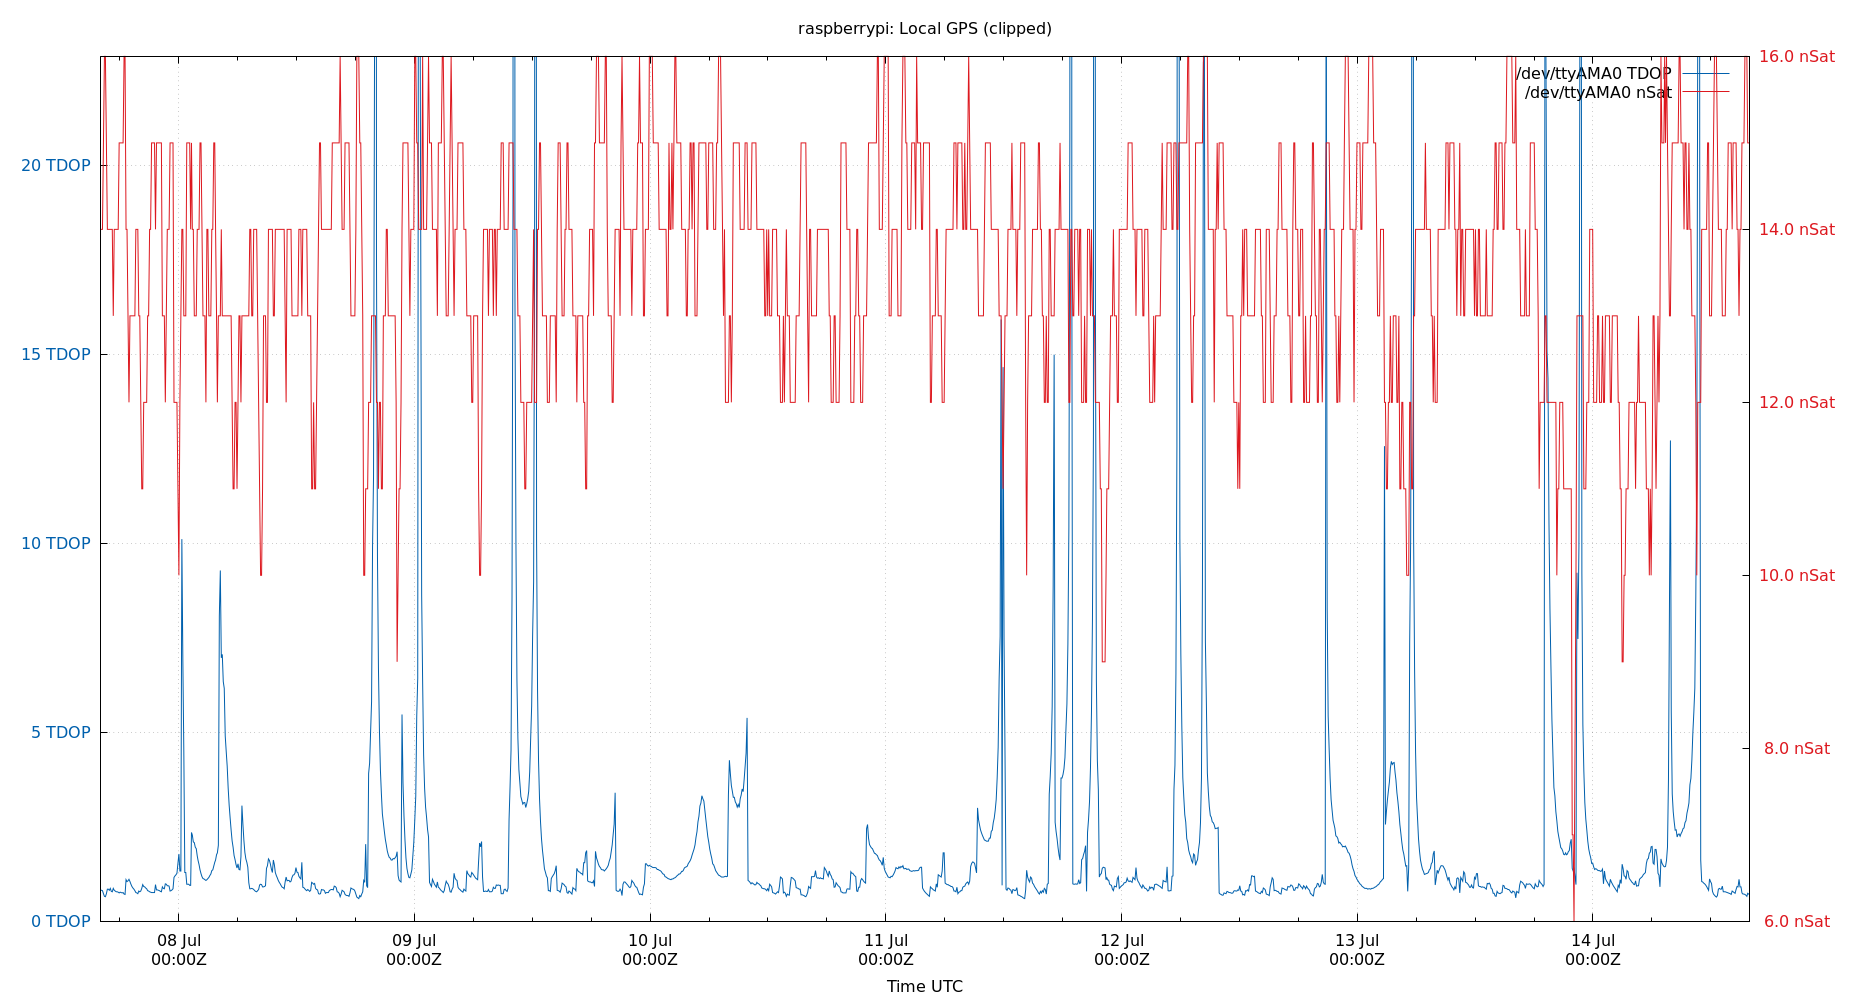 raspberrypi: Local GPS (clipped)
16.0 nSat
/dev/ttyAMA0 TDOP
/dev/ttyAMA0 nSat
20 TDOP
14.0 nSat
15 TDOP
12.0 nSat
10 TDOP
10.0 nSat
5 TDOP
8.0 nSat
0 TDOP
6.0 nSat
08 Jul 09 Jul 10 Jul 11 Jul 12 Jul 13 Jul 14 Jul
00:00Z 00:00Z 00:00Z 00:00Z 00:00Z 00:00Z 00:00Z
Time UTC